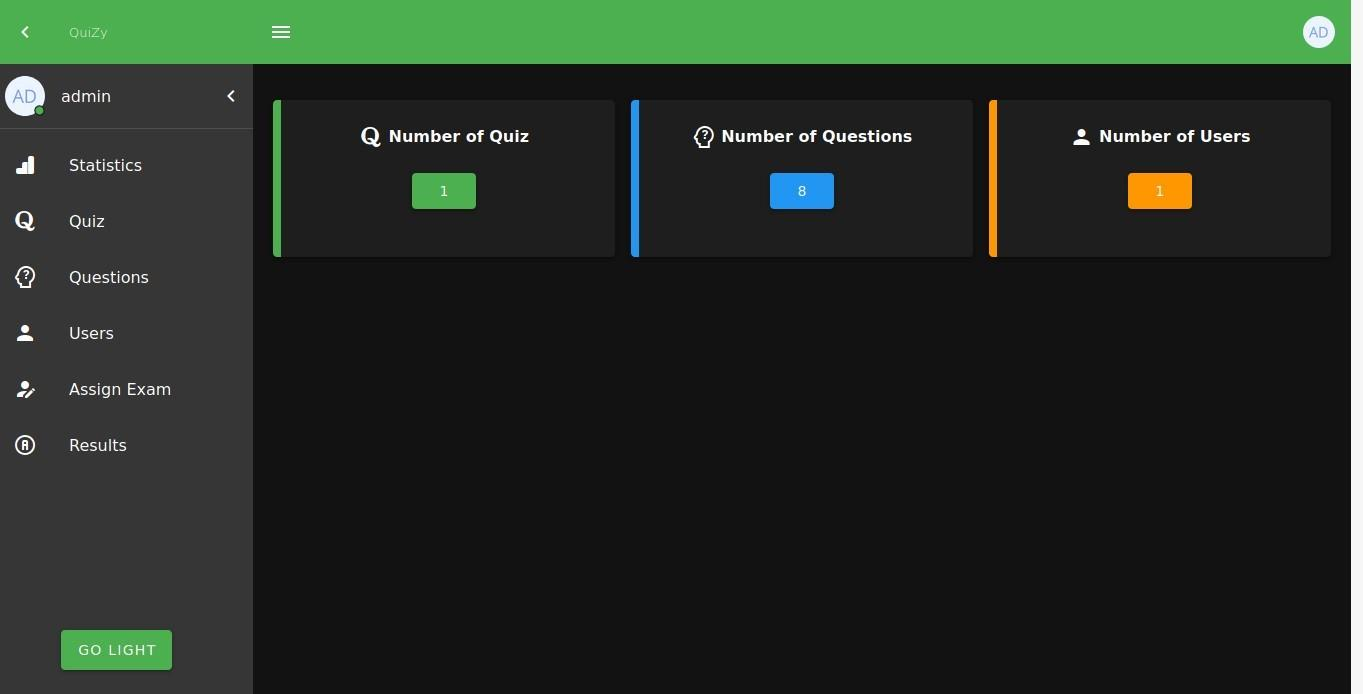 QuiZy
AD
AD
admin
Statistics
Quiz
Questions
Users
Assign Exam
Results
GO LIGHT
Number of Quiz
1
Number of Questions
8
Number of Users
1